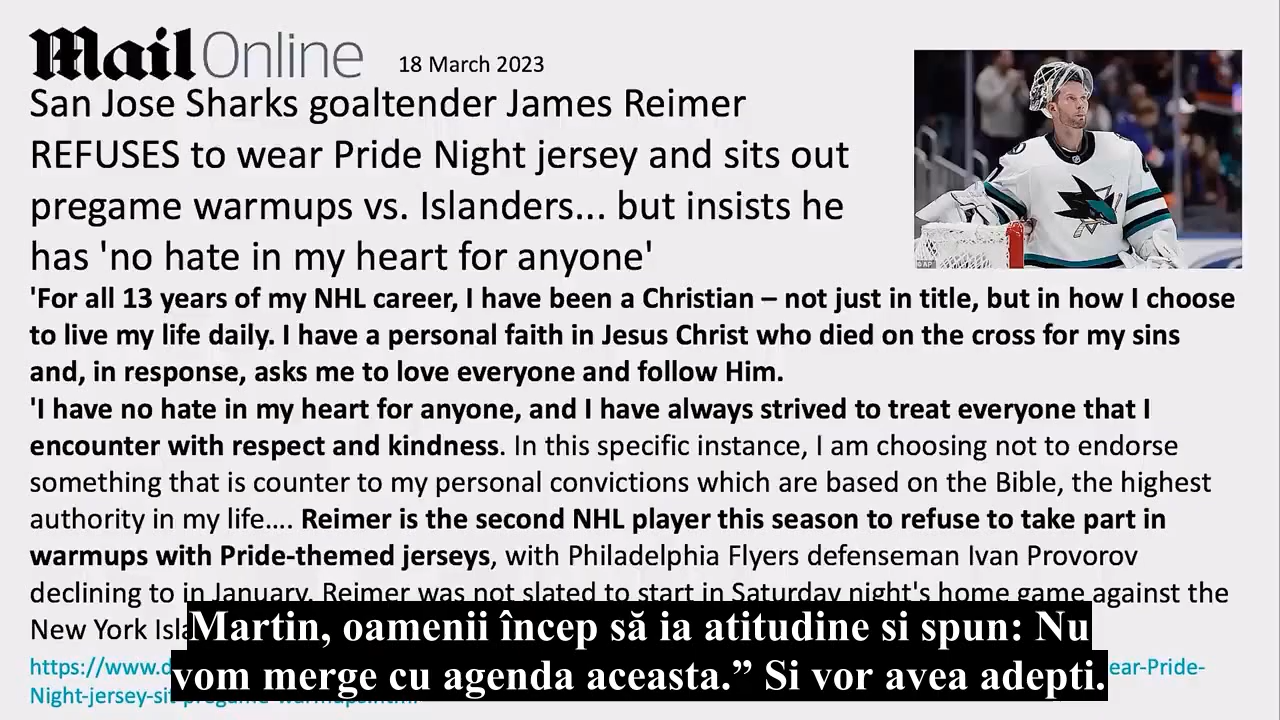 Mail Online 18 March 2023
San Jose Sharks goaltender James Reimer
REFUSES to wear Pride Night jersey and sits out
pregame warmups vs. Islanders... but insists he
has 'no hate in my heart for anyone'
AP
'For all 13 years of my NHL career, I have been a Christian – not just in title, but in how I choose
to live my life daily. I have a personal faith in Jesus Christ who died on the cross for my sins
and, in response, asks me to love everyone and follow Him.
'I have no hate in my heart for anyone, and I have always strived to treat everyone that I
encounter with respect and kindness. In this specific instance, I am choosing not to endorse
something that is counter to my personal convictions which are based on the Bible, the highest
authority in my life.... Reimer is the second NHL player this season to refuse to take part in
warmups with Pride-themed jerseys, with Philadelphia Flyers defenseman Ivan Provorov
declining to in January. Reimer was not slated to start in Saturday night's home game against the
New York Isla
Martin, oamenii încep să ia atitudine si spun: Nu
vom merge cu agenda aceasta.” Si vor avea adepti.
https://www.d ear-Pride-
Night-jersey-sit-pregame-warmups.html